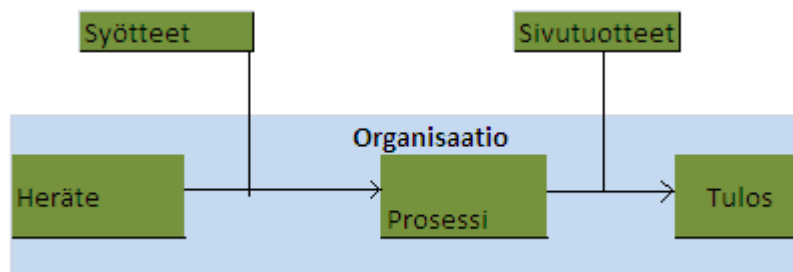 Syötteet
Sivutuotteet
Organisaatio
Heräte
Prosessi
Tulos